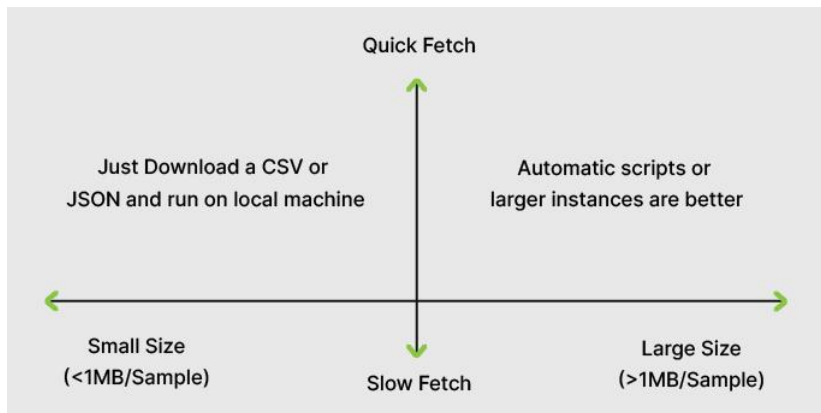 Quick Fetch
Just Download a CSV or
JSON and run on local machine
Automatic scripts or
larger instances are better
Small Size
(<1MB/Sample)
Slow Fetch
Large Size
(>1MB/Sample)